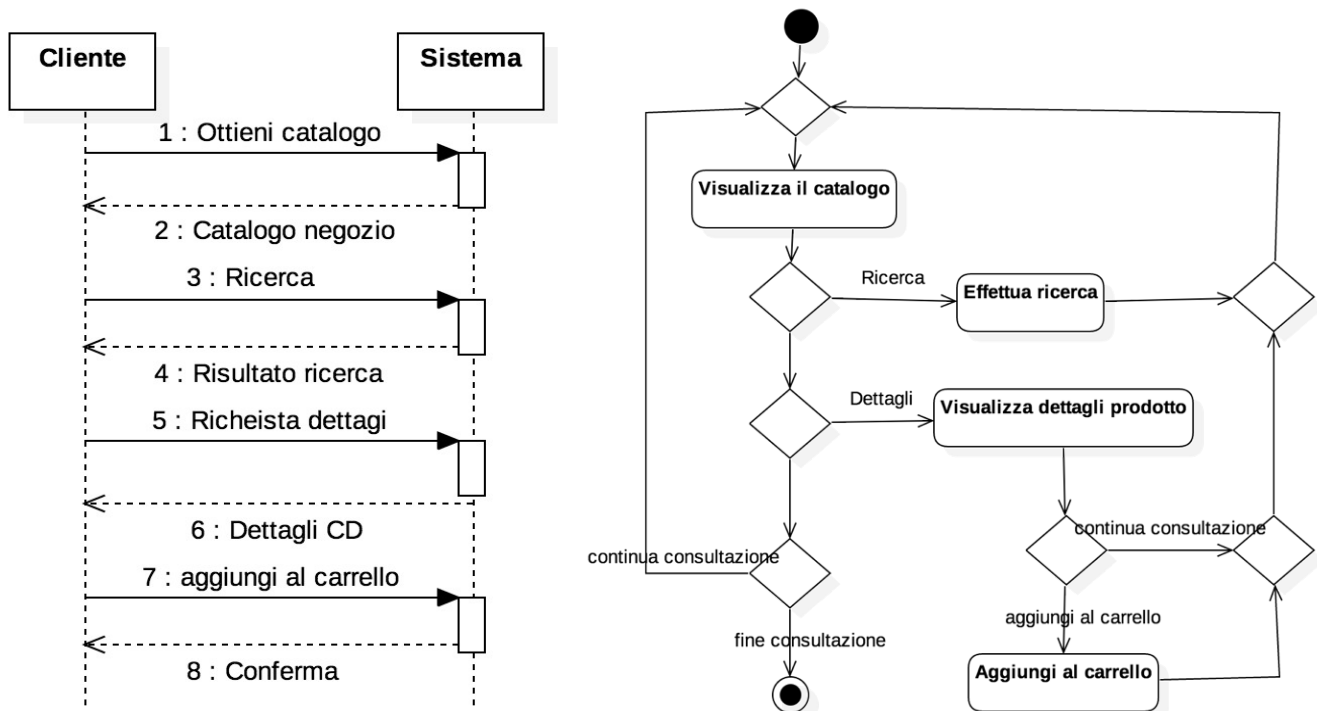 Cliente
Sistema
1 : Ottieni catalogo
2 : Catalogo negozio
3 : Ricerca
4 : Risultato ricerca
5 : Richeista dettagi
6 : Dettagli CD
7 : aggiungi al carrello
8 : Conferma
Visualizza il catalogo
Ricerca
Effettua ricerca
Dettagli
Visualizza dettagli prodotto
continua consultazione
continua consultazione
aggiungi al carrello
fine consultazione
Aggiungi al carrello